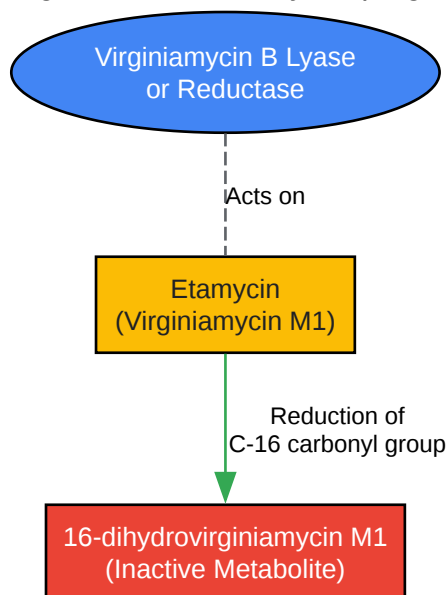 Virginiamycin B Lyase
or Reductase
Acts on
Etamycin
(Virginiamycin M1)
Reduction of
C-16 carbonyl group
16-dihydrovirginiamycin M1
(Inactive Metabolite)